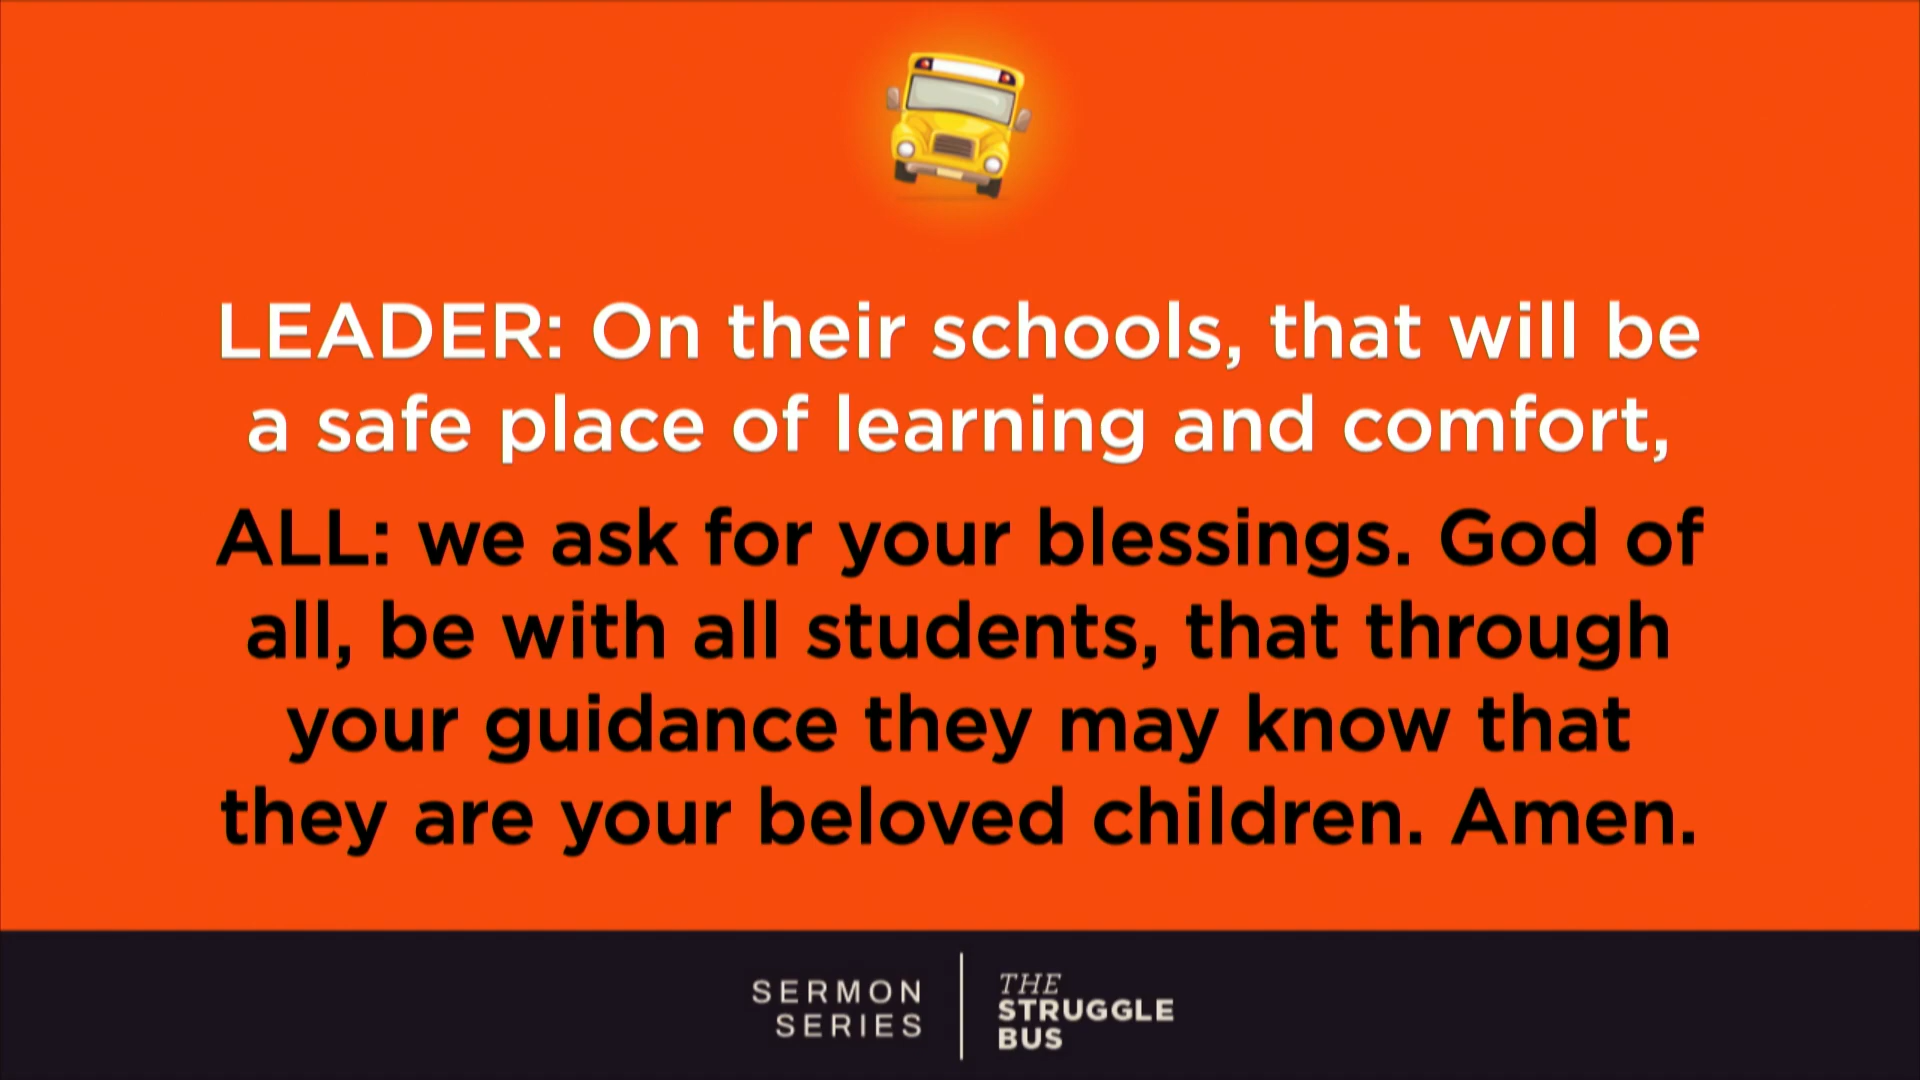 LEADER: On their schools, that will be
a safe place of learning and comfort,
ALL: we ask for your blessings. God of
all, be with all students, that through
your guidance they may know that
they are your beloved children. Amen.
SERMON
SERIES
THE
STRUGGLE
BUS